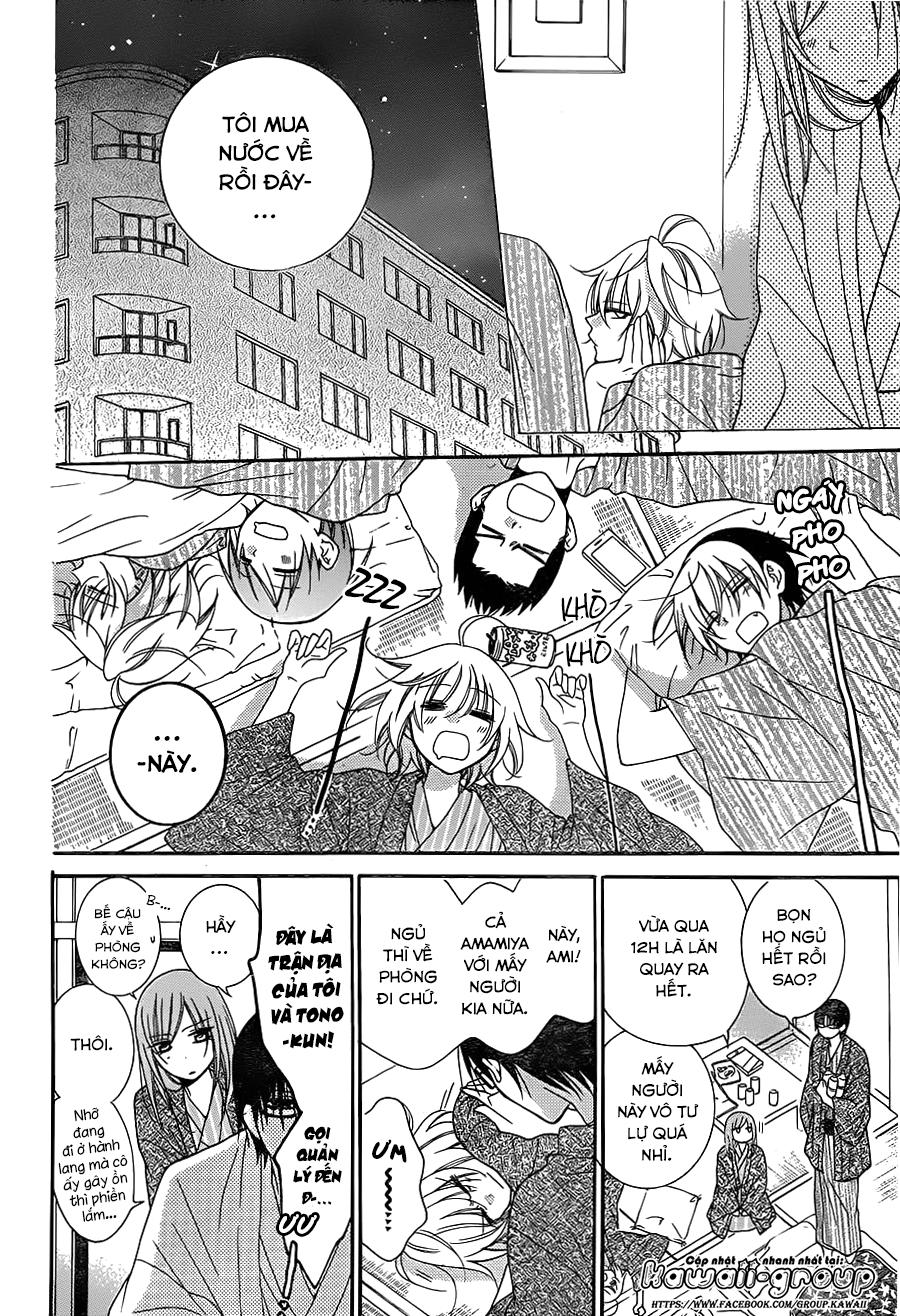 TÔI MUA
NƯỚC VỀ
RỒI ĐÂY-
...
NGÁY
PHO
PHO
KHÒ
KHÒ
ZZZ
...
-NÀY.
BỌN
HỌ NGỦ
HẾT RỒI
SAO?
VỪA QUA
12H LÀ LĂN
QUAY RA
HẾT.
MẤY
NGƯỜI
NÀY VÔ TƯ
LỰ QUÁ
NHỈ.
NÀY,
AMI!
CẢ
AMAMIYA
VỚI MẤY
NGƯỜI
KIA NỮA.
NGỦ
THÌ VỀ
PHÒNG
ĐI CHỨ.
ƯM
ĐÂY LÀ
TRẬN ĐỊA
CỦA TÔI
VÀ TONO
-KUN!
GỌI
QUẢN
LÝ ĐẾN
Đ-...
ƯU
HẦY
...
B-...
BẾ CẬU
ẤY VỀ
PHÒNG
KHÔNG?
THÔI.
Nhỡ
đang
đi ở hành
lang mà cô
ấy gây ồn
thì phiền
lắm...
Cập nhật nhanh nhất tại:
Kawaii-group
HTTPS://WWW.FACEBOOK.COM/GROUP.KAWAII